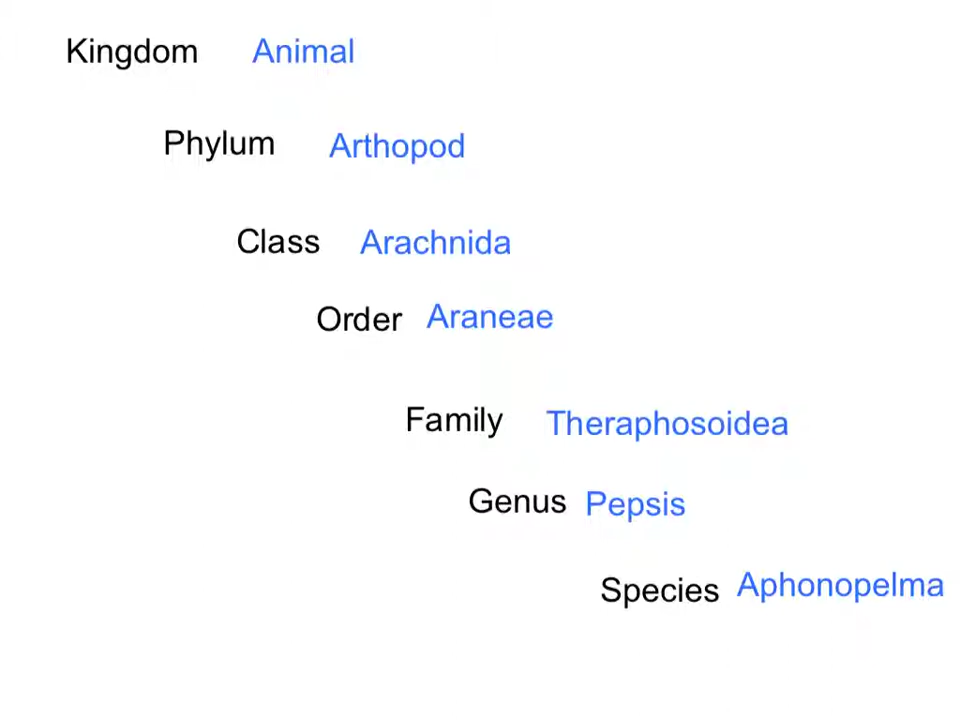 Kingdom Animal
Phylum Arthopod
Class Arachnida
Order Araneae
Family Theraphosoidea
Genus Pepsis
Species Aphonopelma